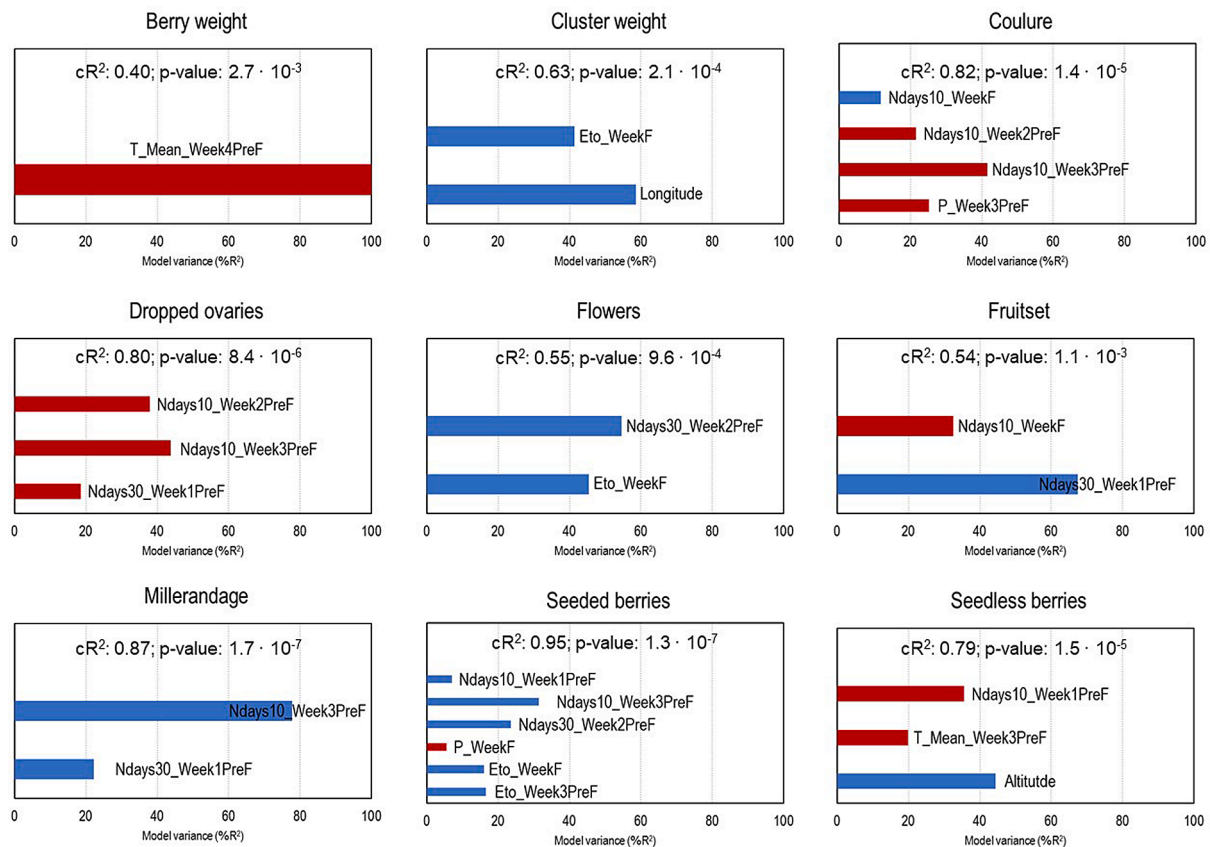 Berry weight
cR²: 0.40; p-value: 2.7 · 10⁻³
T_Mean_Week4PreF
0 20 40 60 80 100
Model variance (%R²)
Cluster weight
cR²: 0.63; p-value: 2.1 · 10⁻⁴
Eto_WeekF
Longitude
0 20 40 60 80 100
Model variance (%R²)
Coulure
cR²: 0.82; p-value: 1.4 · 10⁻⁵
Ndays10_WeekF
Ndays10_Week2PreF
Ndays10_Week3PreF
P_Week3PreF
0 20 40 60 80 100
Model variance (%R²)
Dropped ovaries
cR²: 0.80; p-value: 8.4 · 10⁻⁶
Ndays10_Week2PreF
Ndays10_Week3PreF
Ndays30_Week1PreF
0 20 40 60 80 100
Model variance (%R²)
Flowers
cR²: 0.55; p-value: 9.6 · 10⁻⁴
Ndays30_Week2PreF
Eto_WeekF
0 20 40 60 80 100
Model variance (%R²)
Fruitset
cR²: 0.54; p-value: 1.1 · 10⁻³
Ndays10_WeekF
Ndays30_Week1PreF
0 20 40 60 80 100
Model variance (%R²)
Millerandage
cR²: 0.87; p-value: 1.7 · 10⁻⁷
Ndays10_Week3PreF
Ndays30_Week1PreF
0 20 40 60 80 100
Model variance (%R²)
Seeded berries
cR²: 0.95; p-value: 1.3 · 10⁻⁷
Ndays10_Week1PreF
Ndays10_Week3PreF
Ndays30_Week2PreF
P_WeekF
Eto_WeekF
Eto_Week3PreF
0 20 40 60 80 100
Model variance (%R²)
Seedless berries
cR²: 0.79; p-value: 1.5 · 10⁻⁵
Ndays10_Week1PreF
T_Mean_Week3PreF
Altitutde
0 20 40 60 80 100
Model variance (%R²)